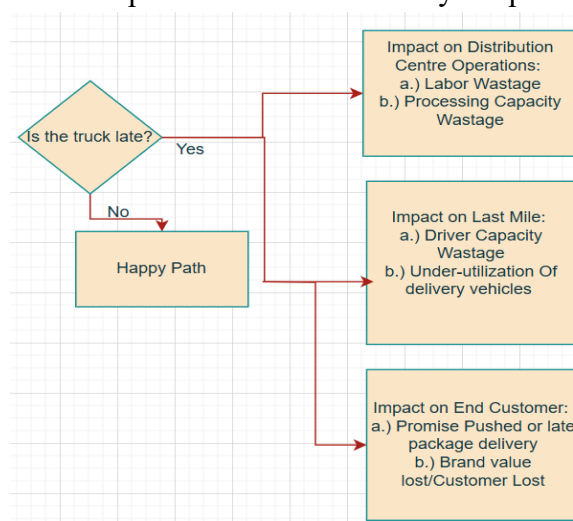 Impact on Distribution
Centre Operations:
a.) Labor Wastage
b.) Processing Capacity
Wastage
Is the truck late?
Yes
No
Happy Path
Impact on Last Mile:
a.) Driver Capacity
Wastage
b.) Under-utilization Of
delivery vehicles
Impact on End Customer:
a.) Promise Pushed or late
package delivery
b.) Brand value
lost/Customer Lost